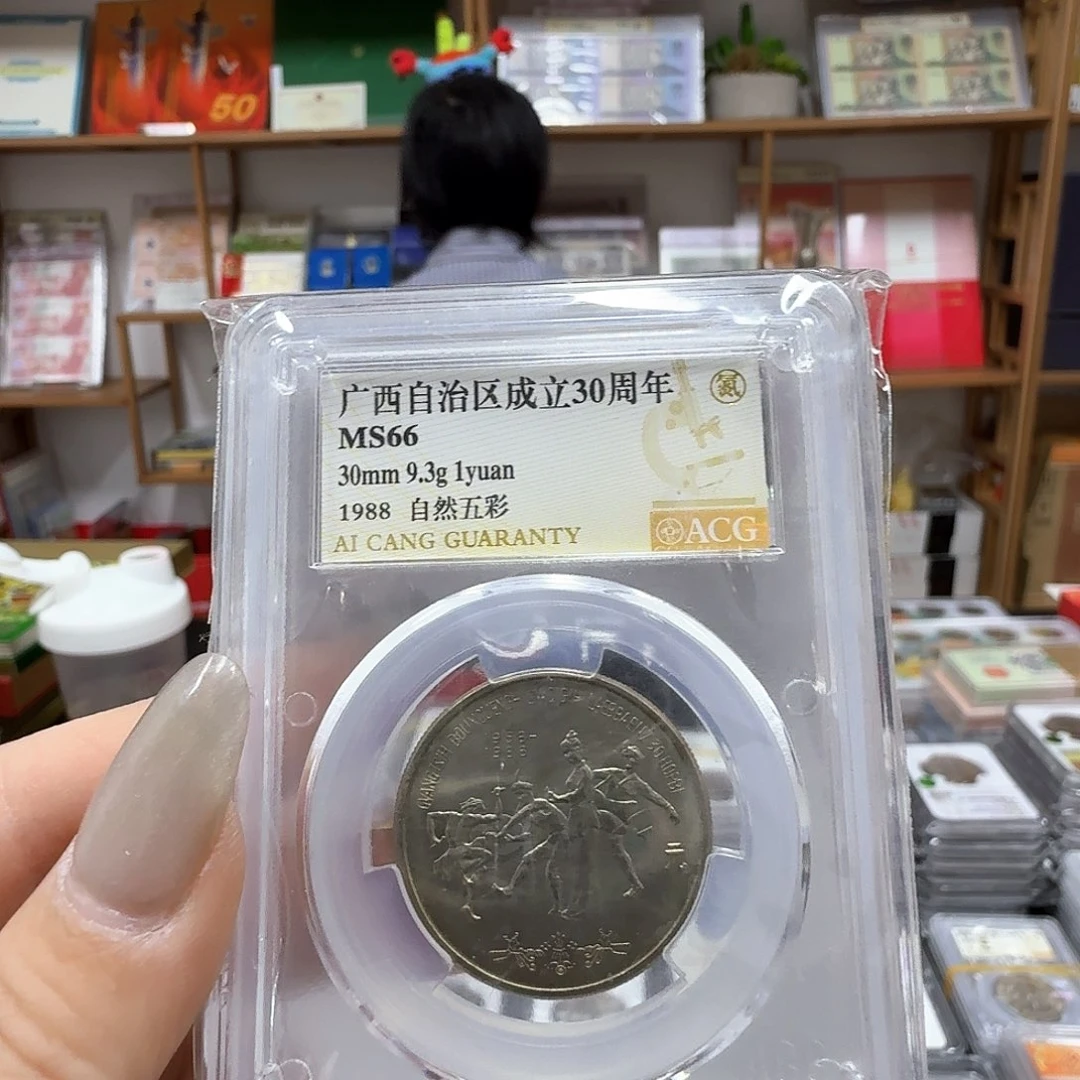 50
广西自治区成立30周年
氮
MS66
30mm 9.3g 1yuan
1988 自然五彩
AI CANG GUARANTY
ACG